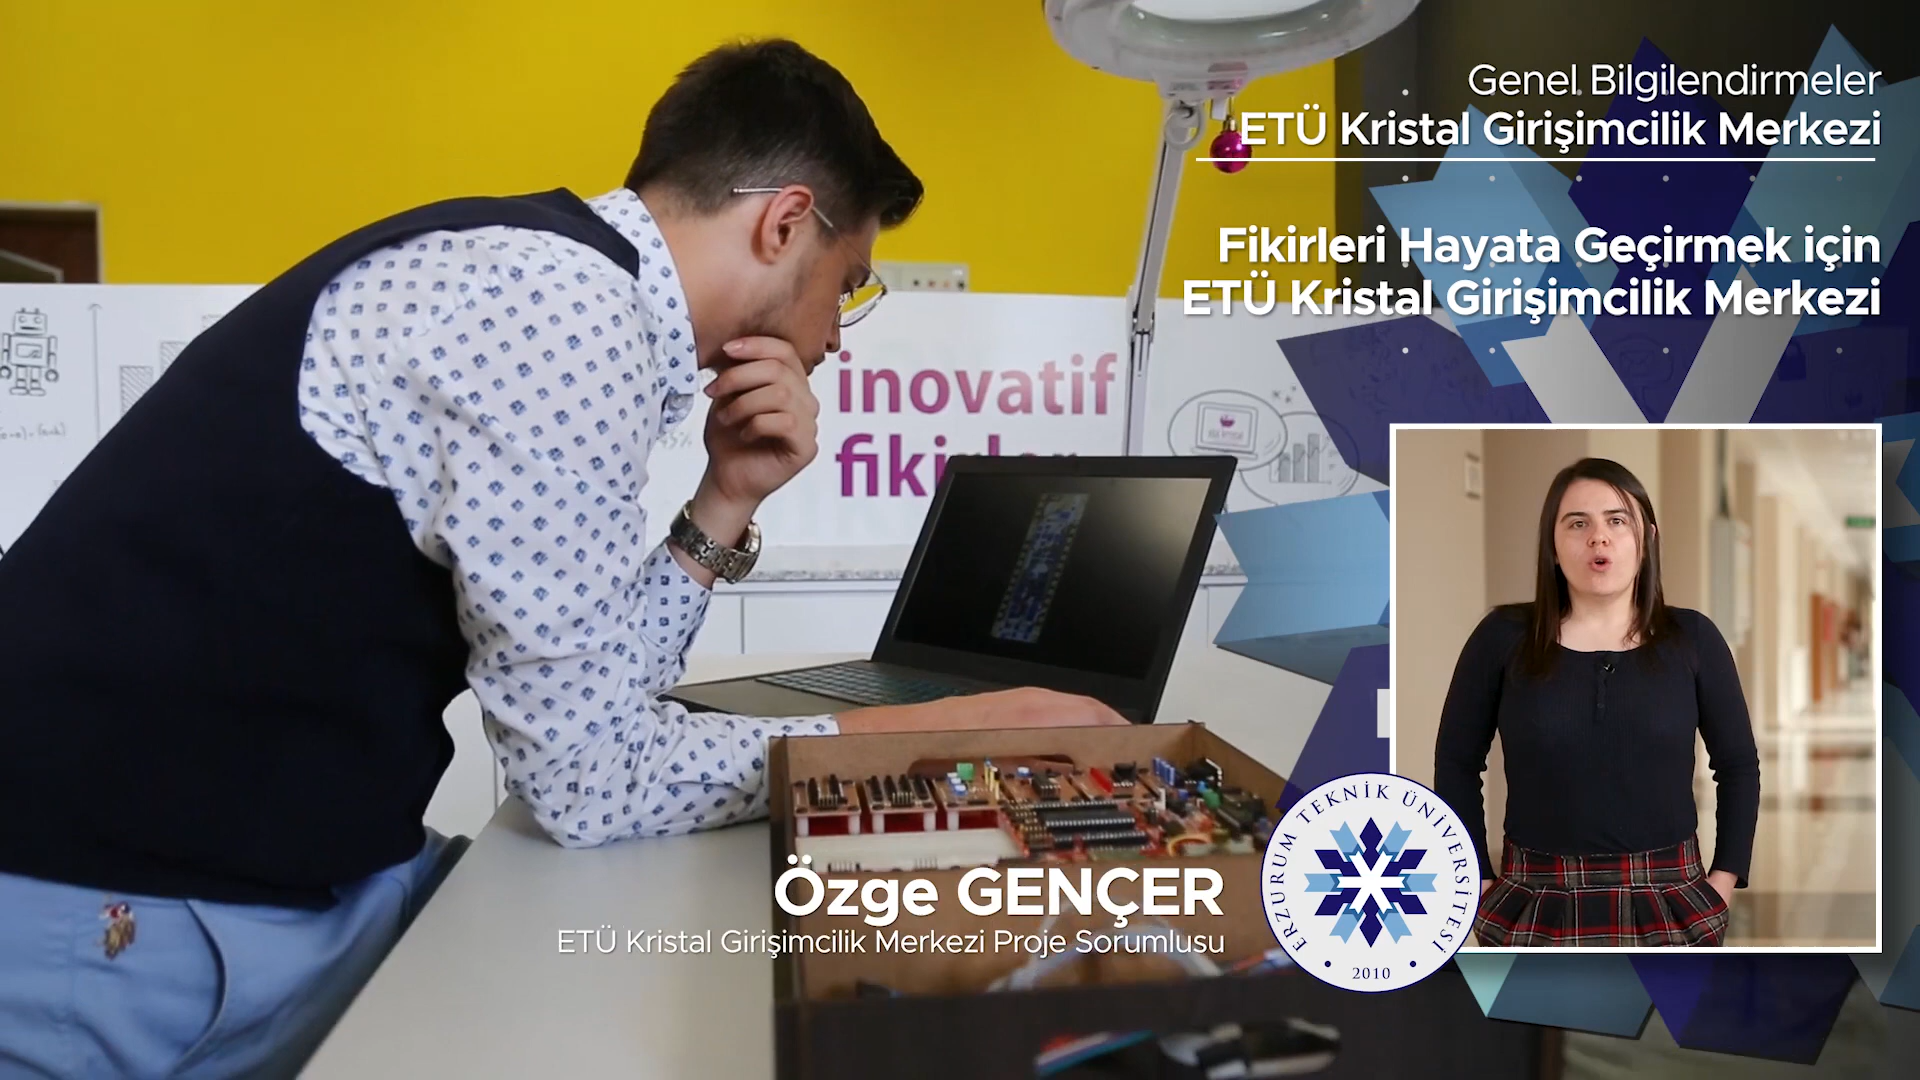 Genel Bilgilendirmeler
ETÜ Kristal Girişimcilik Merkezi
Fikirleri Hayata Geçirmek için
ETÜ Kristal Girişimcilik Merkezi
inovatif
Özge GENÇER
ETÜ Kristal Girişimcilik Merkezi Proje Sorumlusu
ERZURUM TEKNİK ÜNİVERSİTESİ
2010